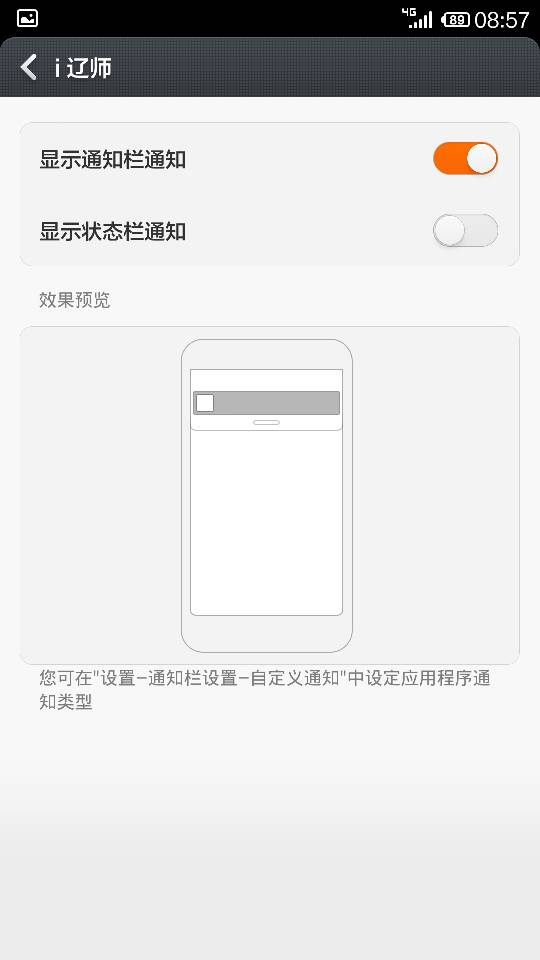 4G 89 08:57
i 辽师
显示通知栏通知
显示状态栏通知
效果预览
您可在"设置–通知栏设置–自定义通知"中设定应用程序通
知类型